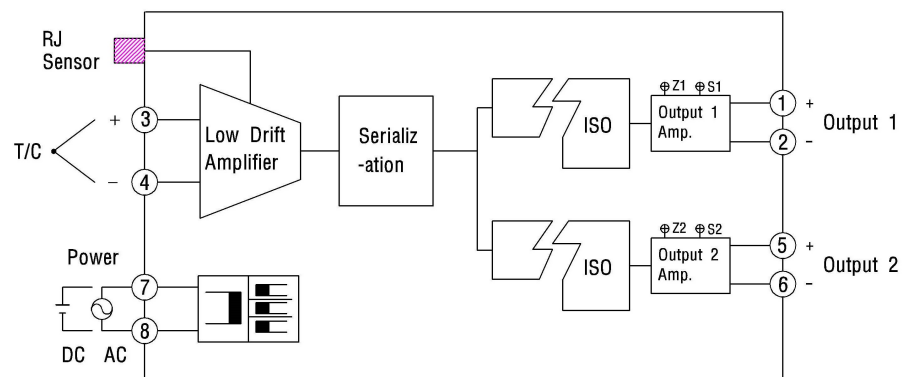 RJ
Sensor
T/C
+
3
−
4
Low Drift
Amplifier
Serializ
-ation
ISO
Z1 S1
Output 1
Amp.
1
+
2
-
Output 1
ISO
Z2 S2
Output 2
Amp.
5
+
6
-
Output 2
Power
7
8
DC AC